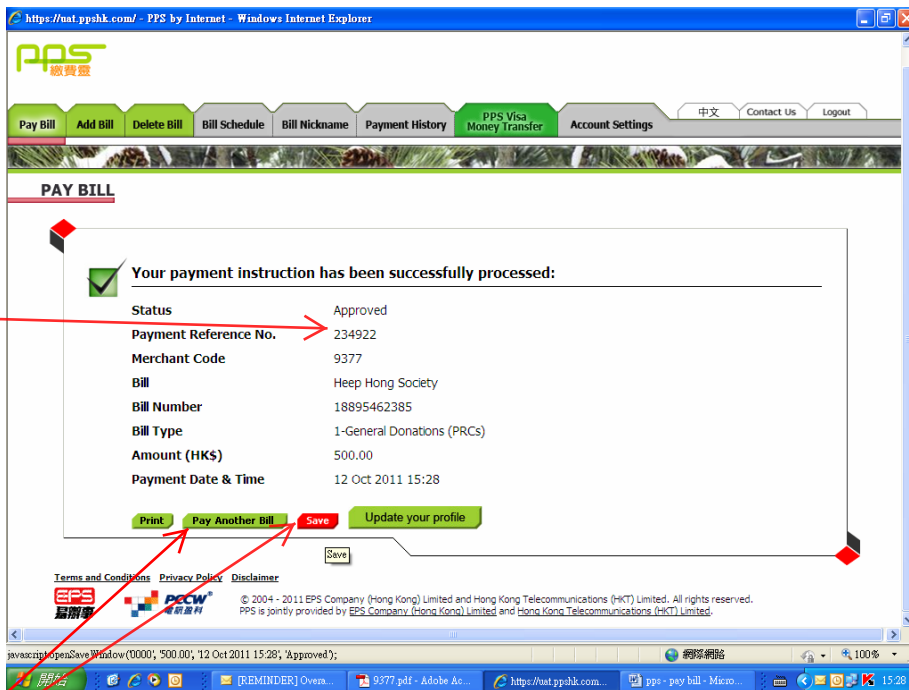 https://uat.ppshk.com/ - PPS by Internet - Windows Internet Explorer
pps
繳費靈
Pay Bill Add Bill Delete Bill Bill Schedule Bill Nickname Payment History PPS Visa Money Transfer Account Settings 中文 Contact Us Logout
PAY BILL
Your payment instruction has been successfully processed:
Status Approved
Payment Reference No. 234922
Merchant Code 9377
Bill Heep Hong Society
Bill Number 18895462385
Bill Type 1-General Donations (PRCs)
Amount (HK$) 500.00
Payment Date & Time 12 Oct 2011 15:28
Print Pay Another Bill Save Update your profile
Save
Terms and Conditions Privacy Policy Disclaimer
EPS 易辦事 PCCW 電訊盈科
© 2004 - 2011 EPS Company (Hong Kong) Limited and Hong Kong Telecommunications (HKT) Limited. All rights reserved.
PPS is jointly provided by EPS Company (Hong Kong) Limited and Hong Kong Telecommunications (HKT) Limited.
javascript:openSaveWindow('0000', '500.00', '12 Oct 2011 15:28', 'Approved'); 網際網路 100%
開始 [REMINDER] Overa... 9377.pdf - Adobe Ac... https://uat.ppshk.com... pps - pay bill - Micro... 15:28